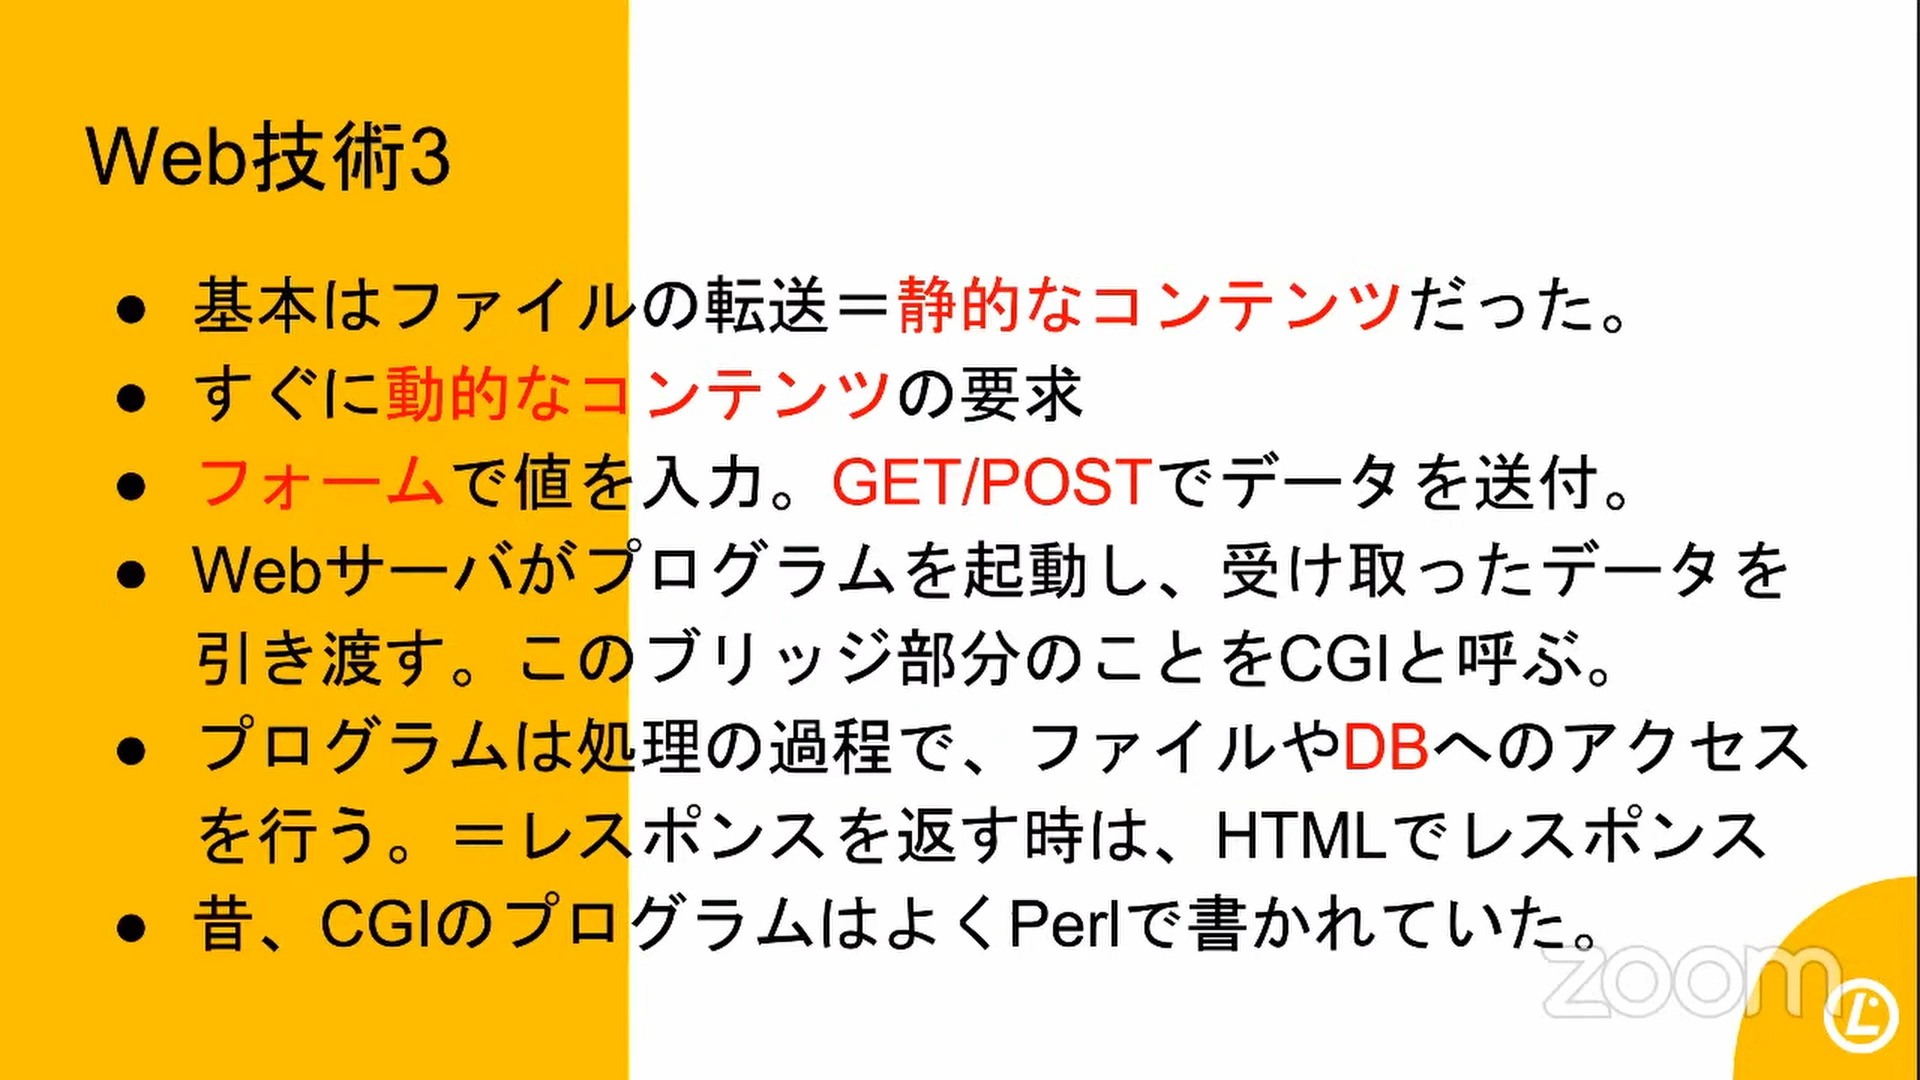 Web技術3
● 基本はファイルの転送＝静的なコンテンツだった。
● すぐに動的なコンテンツの要求
● フォームで値を入力。GET/POSTでデータを送付。
● Webサーバがプログラムを起動し、受け取ったデータを
引き渡す。このブリッジ部分のことをCGIと呼ぶ。
● プログラムは処理の過程で、ファイルやDBへのアクセス
を行う。＝レスポンスを返す時は、HTMLでレスポンス
● 昔、CGIのプログラムはよくPerlで書かれていた。
zoom
L